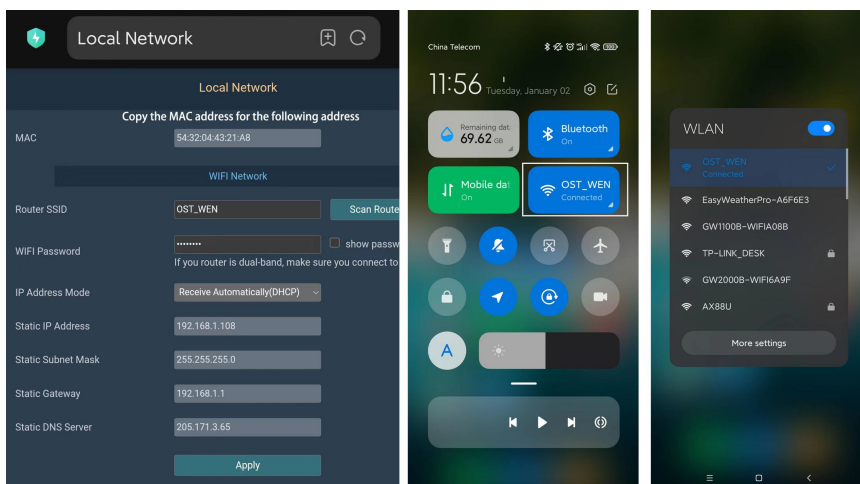 Local Network
Local Network
Copy the MAC address for the following address
MAC
54:32:04:43:21:A8
WIFI Network
Router SSID
OST_WEN
Scan Route
WIFI Password
••••••••
show passw
If you router is dual-band, make sure you connect to
IP Address Mode
Receive Automatically(DHCP)
Static IP Address
192.168.1.108
Static Subnet Mask
255.255.255.0
Static Gateway
192.168.1.1
Static DNS Server
205.171.3.65
Apply
China Telecom
100
11:56
Tuesday, January 02
Remaining dat
69.62 GB
Bluetooth
On
Mobile dat
On
OST_WEN
Connected
A
WLAN
OST_WEN
Connected
EasyWeatherPro-A6F6E3
GW1100B-WIFIA08B
TP-LINK_DESK
GW2000B-WIFI6A9F
AX88U
More settings